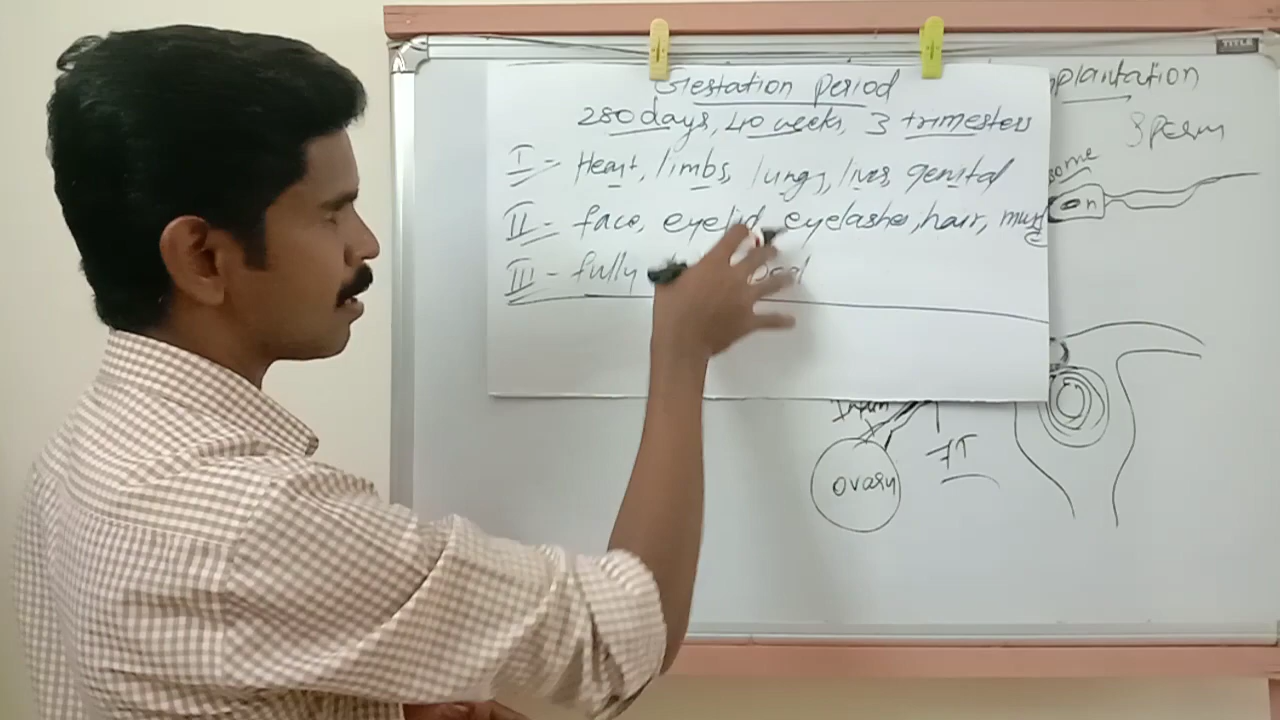 Gestation period
280 days, 40 weeks, 3 trimesters
I - Heart, limbs, lungs, liver, genital
II - face, eyelid, eyelashes, hair,
III - fully
plantation
Sperm
some
n
ovary
FT
TITLE